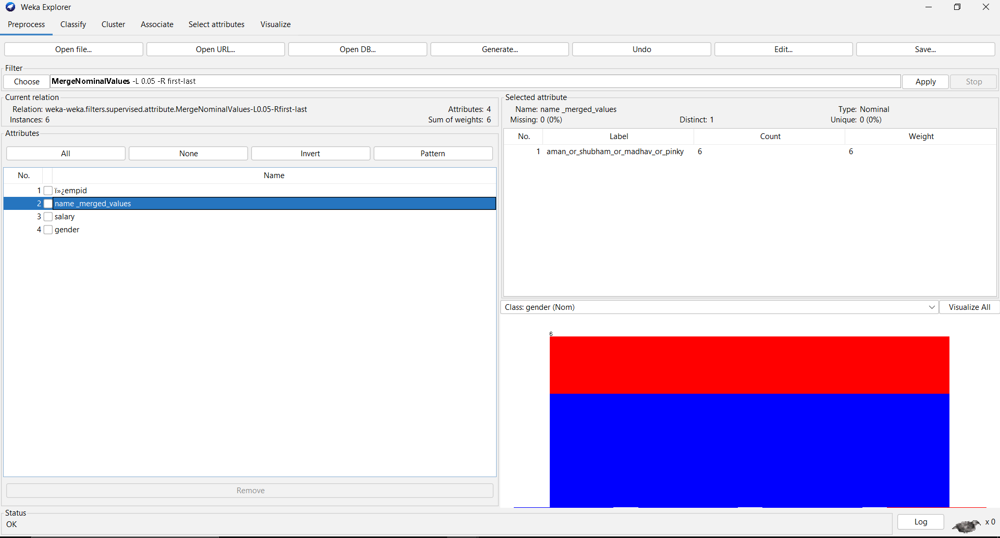 Weka Explorer
Preprocess Classify Cluster Associate Select attributes Visualize
Open file... Open URL... Open DB... Generate... Undo Edit... Save...
Filter
Choose MergeNominalValues -L 0.05 -R first-last Apply Stop
Current relation
Relation: weka-weka.filters.supervised.attribute.MergeNominalValues-L0.05-Rfirst-last Attributes: 4
Instances: 6 Sum of weights: 6
Attributes
All None Invert Pattern
No. Name
1 ï»¿empid
2 name _merged_values
3 salary
4 gender
Remove
Selected attribute
Name: name _merged_values Type: Nominal
Missing: 0 (0%) Distinct: 1 Unique: 0 (0%)
No. Label Count Weight
1 aman_or_shubham_or_madhav_or_pinky 6 6
Class: gender (Nom) Visualize All
6
Status
OK
Log x 0